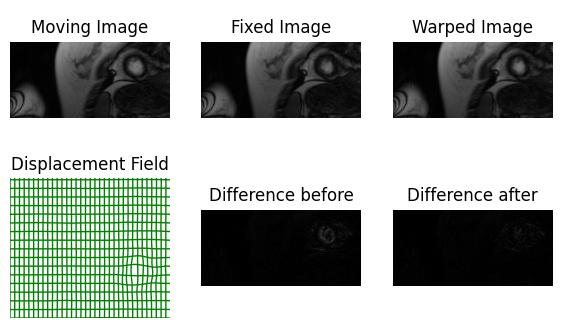 Moving Image
Fixed Image
Warped Image
Displacement Field
Difference before
Difference after